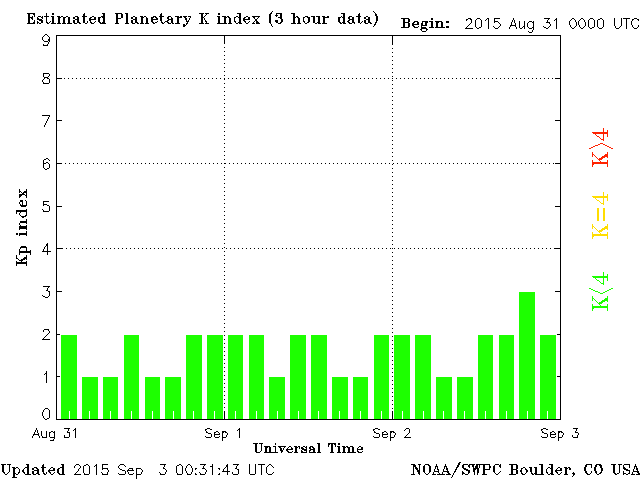 Estimated Planetary K index (3 hour data) Begin: 2015 Aug 31 0000 UTC
9
8
7
6
5
4
3
2
1
0
Kp index
K>4
K=4
K<4
Aug 31 Sep 1 Sep 2 Sep 3
Universal Time
Updated 2015 Sep 3 00:31:43 UTC NOAA/SWPC Boulder, CO USA